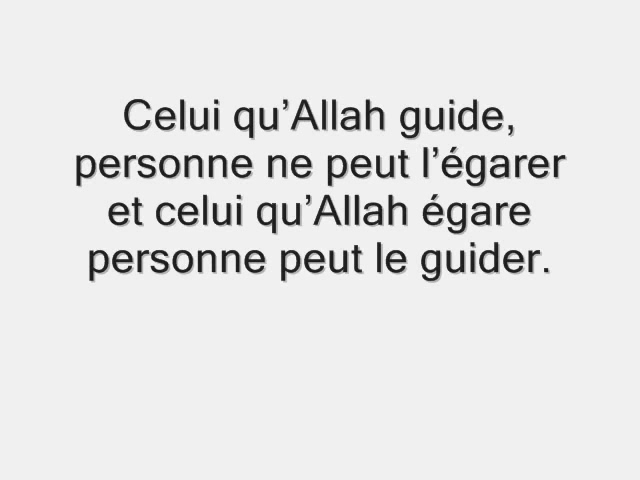 Celui qu’Allah guide,
personne ne peut l’égarer
et celui qu’Allah égare
personne peut le guider.